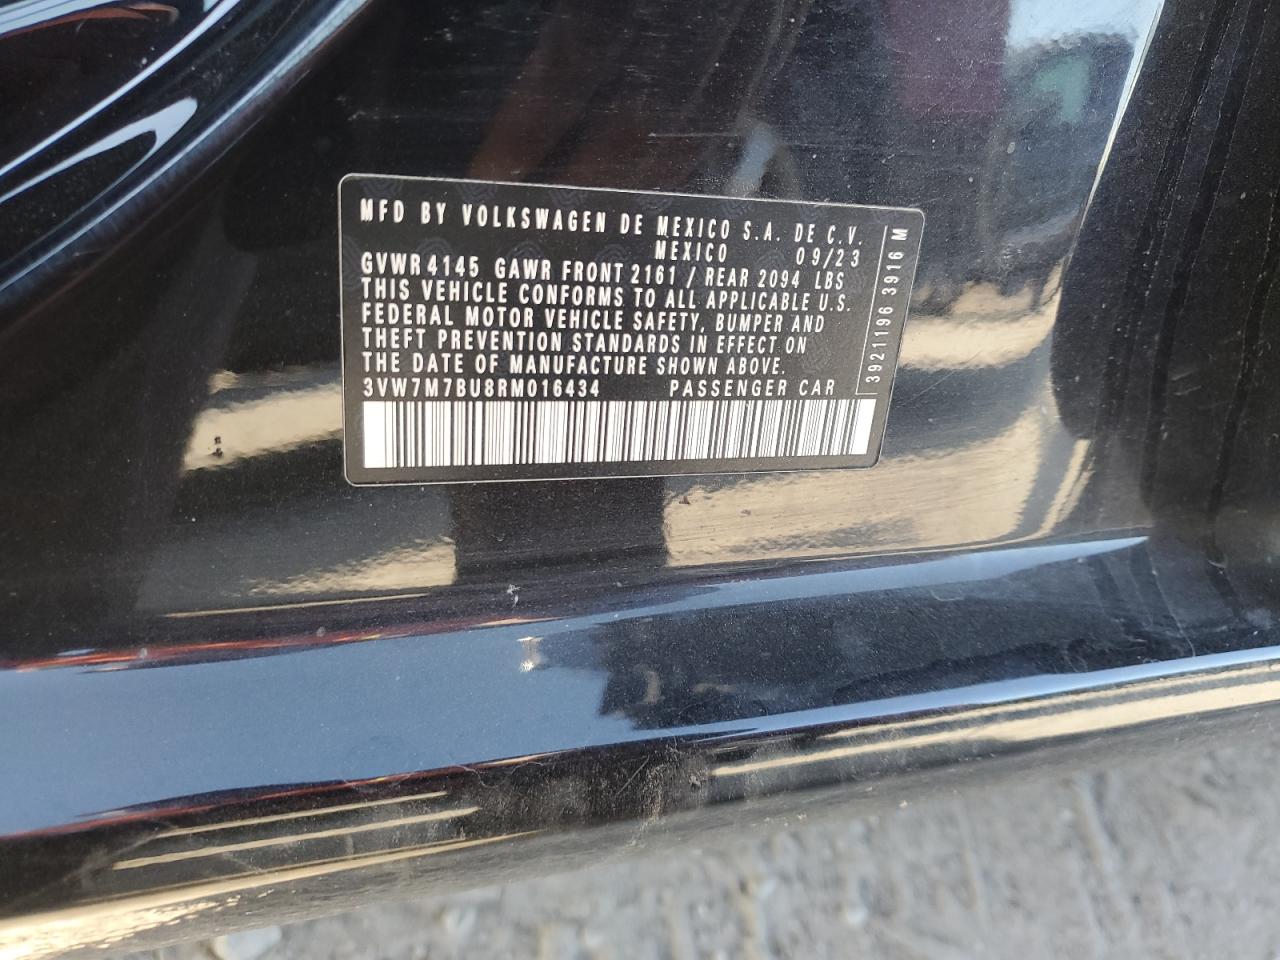 MFD BY VOLKSWAGEN DE MEXICO S.A. DE C.V.
MEXICO 09/23
GVWR 4145 GAWR FRONT 2161 / REAR 2094 LBS
THIS VEHICLE CONFORMS TO ALL APPLICABLE U.S.
FEDERAL MOTOR VEHICLE SAFETY, BUMPER AND
THEFT PREVENTION STANDARDS IN EFFECT ON
THE DATE OF MANUFACTURE SHOWN ABOVE.
3VW7M7BU8RM016434 PASSENGER CAR
3921196 3916 M